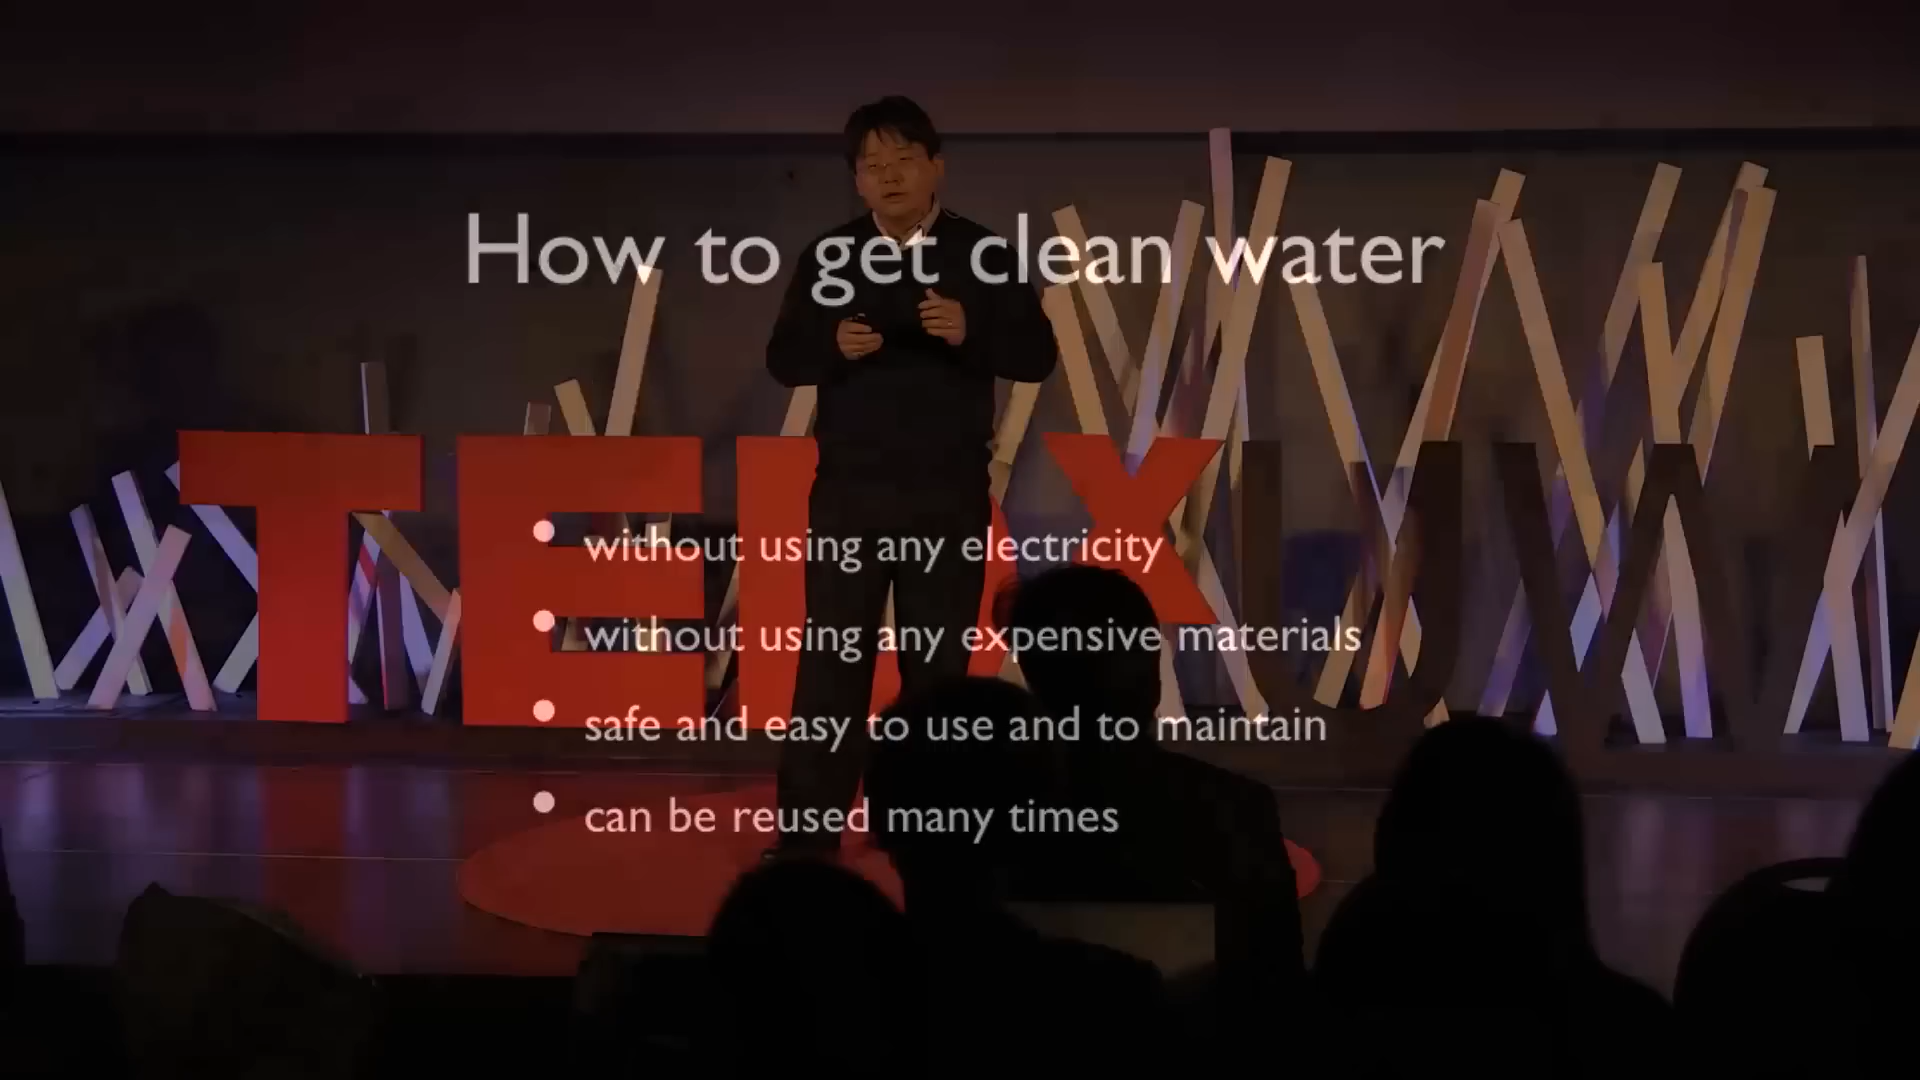 How to get clean water
TEDxUW
• without using any electricity
• without using any expensive materials
• safe and easy to use and to maintain
• can be reused many times